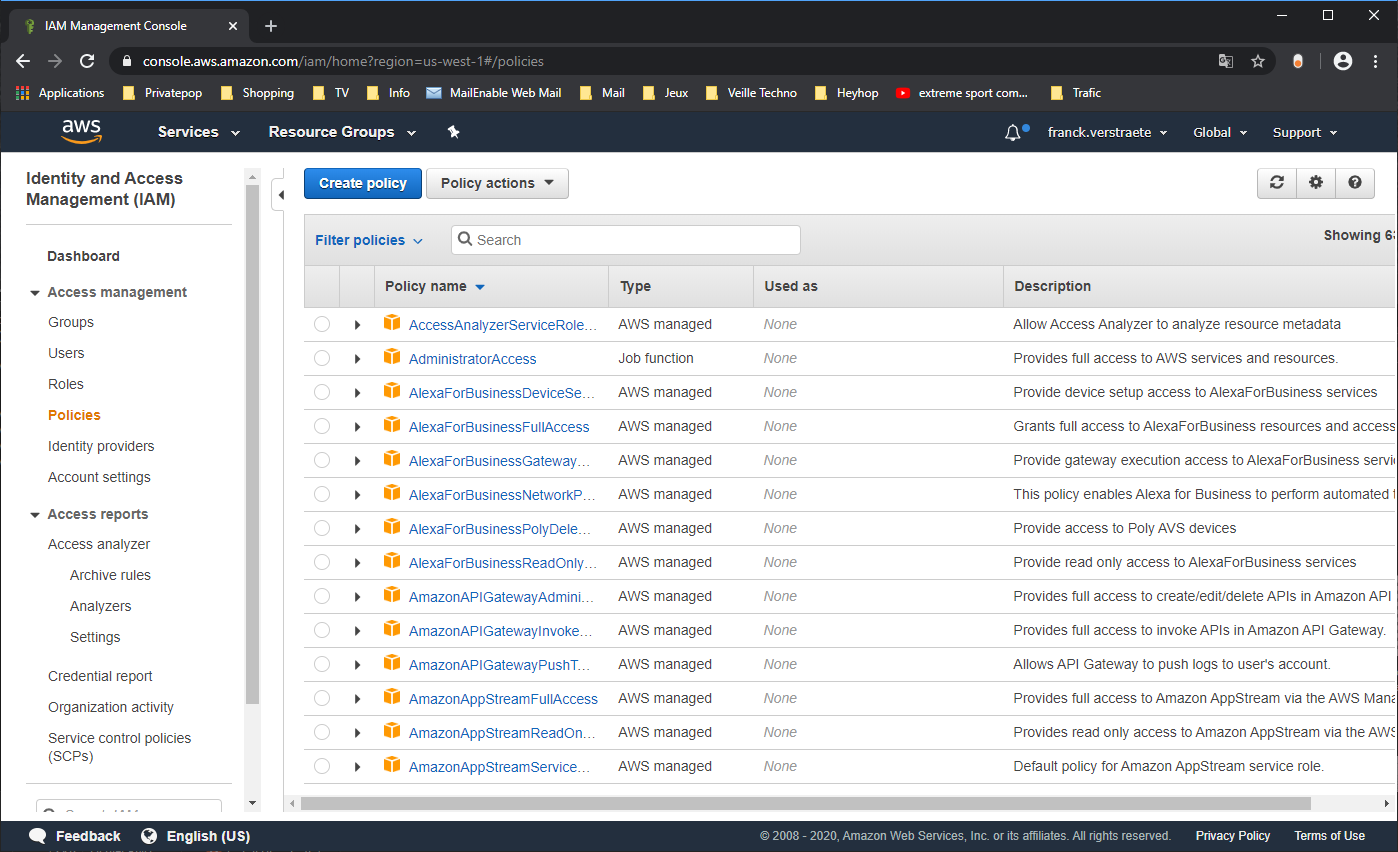 IAM Management Console
console.aws.amazon.com/iam/home?region=us-west-1#/policies
Applications Privatepop Shopping TV Info MailEnable Web Mail Mail Jeux Veille Techno Heyhop extreme sport com... Trafic
aws Services Resource Groups franck.verstraete Global Support
Identity and Access
Management (IAM)
Dashboard
Access management
Groups
Users
Roles
Policies
Identity providers
Account settings
Access reports
Access analyzer
Archive rules
Analyzers
Settings
Credential report
Organization activity
Service control policies
(SCPs)
Create policy Policy actions
Filter policies Search Showing
Policy name Type Used as Description
AccessAnalyzerServiceRole... AWS managed None Allow Access Analyzer to analyze resource metadata
AdministratorAccess Job function None Provides full access to AWS services and resources.
AlexaForBusinessDeviceSe... AWS managed None Provide device setup access to AlexaForBusiness services
AlexaForBusinessFullAccess AWS managed None Grants full access to AlexaForBusiness resources and access
AlexaForBusinessGateway... AWS managed None Provide gateway execution access to AlexaForBusiness servi
AlexaForBusinessNetworkP... AWS managed None This policy enables Alexa for Business to perform automated
AlexaForBusinessPolyDele... AWS managed None Provide access to Poly AVS devices
AlexaForBusinessReadOnly... AWS managed None Provide read only access to AlexaForBusiness services
AmazonAPIGatewayAdmini... AWS managed None Provides full access to create/edit/delete APIs in Amazon API
AmazonAPIGatewayInvoke... AWS managed None Provides full access to invoke APIs in Amazon API Gateway.
AmazonAPIGatewayPushT... AWS managed None Allows API Gateway to push logs to user's account.
AmazonAppStreamFullAccess AWS managed None Provides full access to Amazon AppStream via the AWS Mana
AmazonAppStreamReadOn... AWS managed None Provides read only access to Amazon AppStream via the AWS
AmazonAppStreamService... AWS managed None Default policy for Amazon AppStream service role.
Feedback English (US) © 2008 - 2020, Amazon Web Services, Inc. or its affiliates. All rights reserved. Privacy Policy Terms of Use